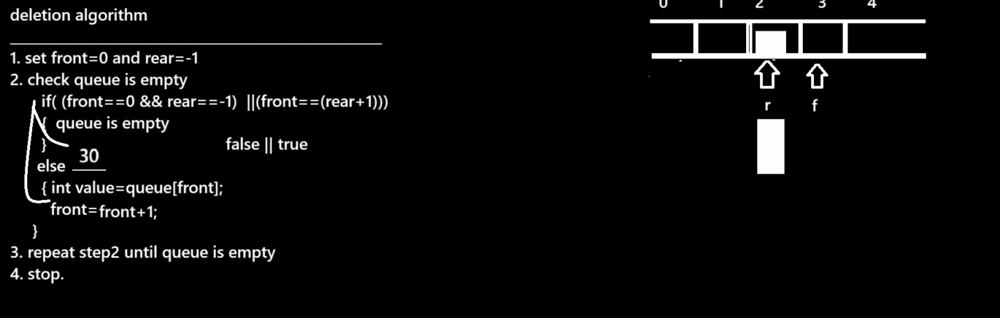 deletion algorithm
1. set front=0 and rear=-1
2. check queue is empty
if( (front==0 && rear==-1) ||(front==(rear+1)))
{ queue is empty
}
false || true
30
else
{ int value=queue[front];
front=front+1;
}
3. repeat step2 until queue is empty
4. stop.
0 1 2 3 4
r f